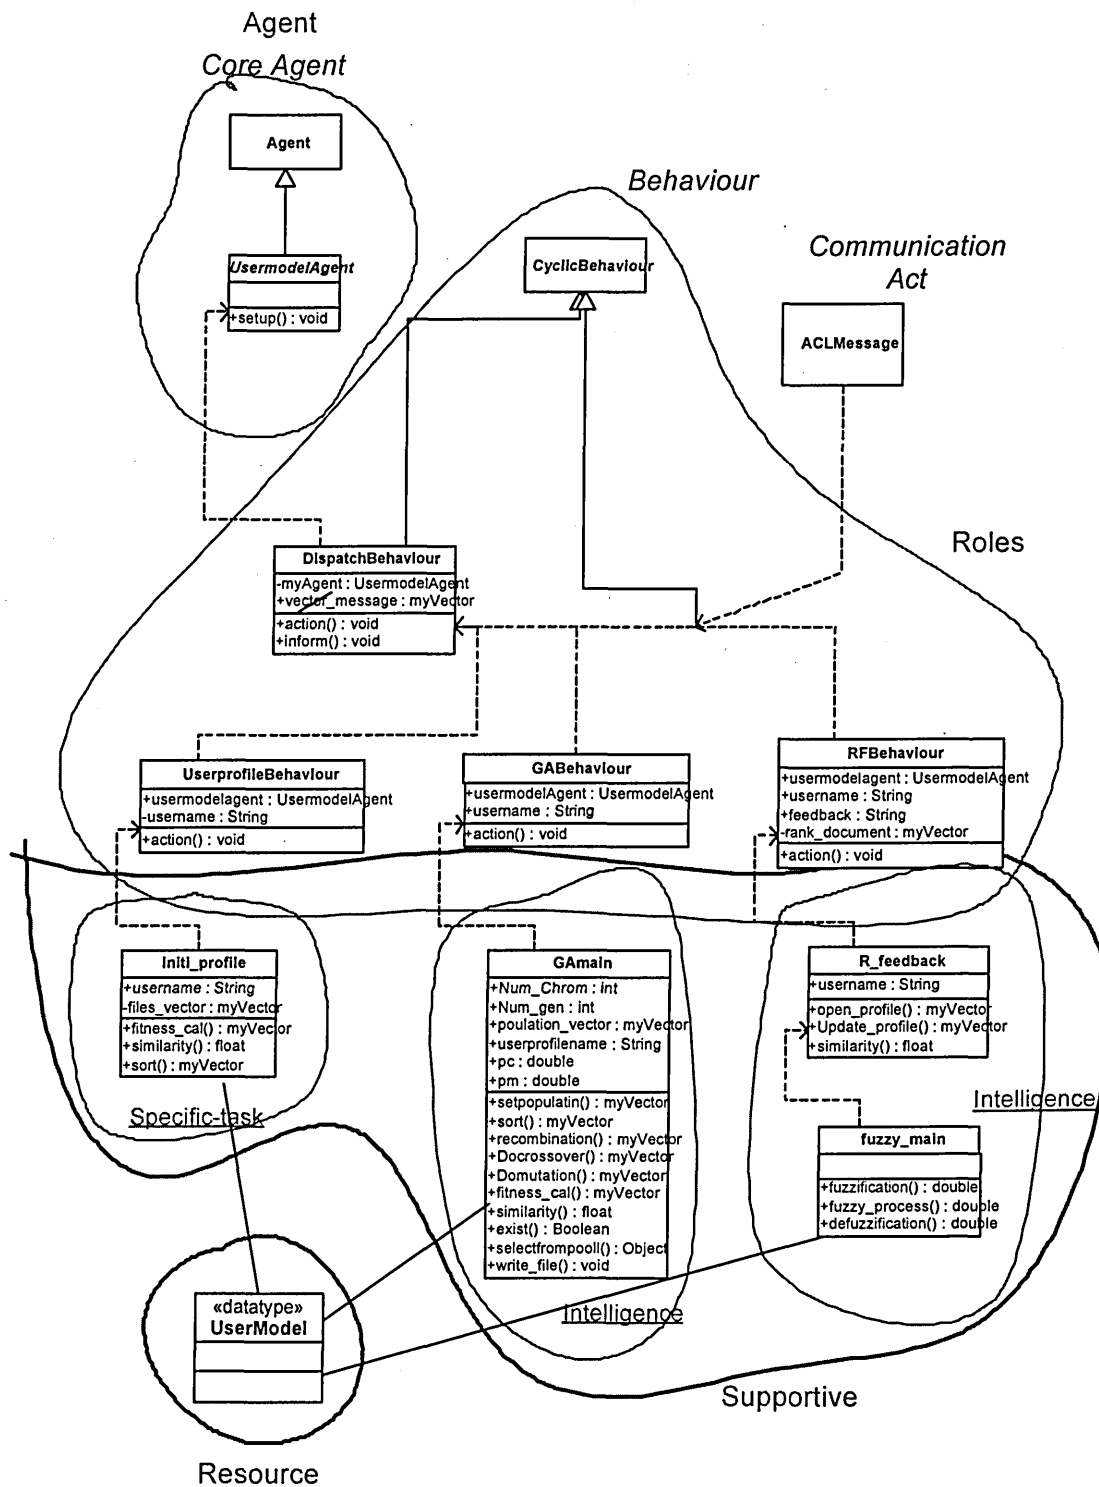 Agent
Core Agent
Agent
UsermodelAgent
+setup() : void
Behaviour
CyclicBehaviour
Communication
Act
ACLMessage
Roles
DispatchBehaviour
-myAgent : UsermodelAgent
+vector_message : myVector
+action() : void
+inform() : void
UserprofileBehaviour
+usermodelagent : UsermodelAgent
-username : String
+action() : void
GABehaviour
+usermodelAgent : UsermodelAgent
+username : String
+action() : void
RFBehaviour
+usermodelagent : UsermodelAgent
+username : String
+feedback : String
-rank_document : myVector
+action() : void
Initi_profile
+username : String
-files_vector : myVector
+fitness_cal() : myVector
+similarity() : float
+sort() : myVector
Specific-task
GAmain
+Num_Chrom : int
+Num_gen : int
+poulation_vector : myVector
+userprofilename : String
+pc : double
+pm : double
+setpopulatin() : myVector
+sort() : myVector
+recombination() : myVector
+Docrossover() : myVector
+Domutation() : myVector
+fitness_cal() : myVector
+similarity() : float
+exist() : Boolean
+selectfrompooll() : Object
+write_file() : void
Intelligence
R_feedback
+username : String
+open_profile() : myVector
+Update_profile() : myVector
+similarity() : float
Intelligence
fuzzy_main
+fuzzification() : double
+fuzzy_process() : double
+defuzzification() : double
«datatype»
UserModel
Supportive
Resource